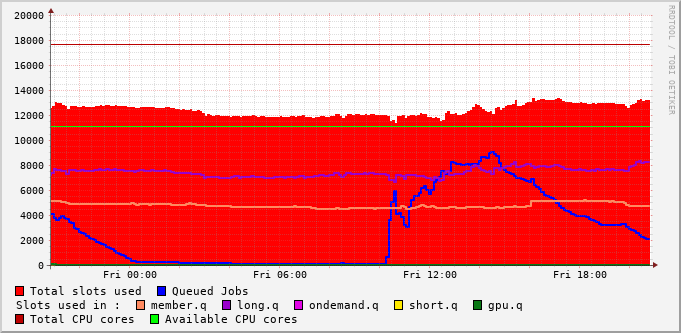 RRDTOOL / TOBI OETIKER
20000
18000
16000
14000
12000
10000
8000
6000
4000
2000
0
Fri 00:00 Fri 06:00 Fri 12:00 Fri 18:00
Total slots used Queued Jobs
Slots used in : member.q long.q ondemand.q short.q gpu.q
Total CPU cores Available CPU cores